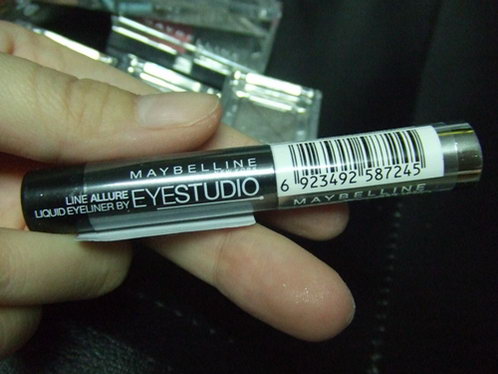 MAYBELLINE
LINE ALLURE
LIQUID EYELINER BY
EYESTUDIO
6 923492 587245
MAYBELLINE